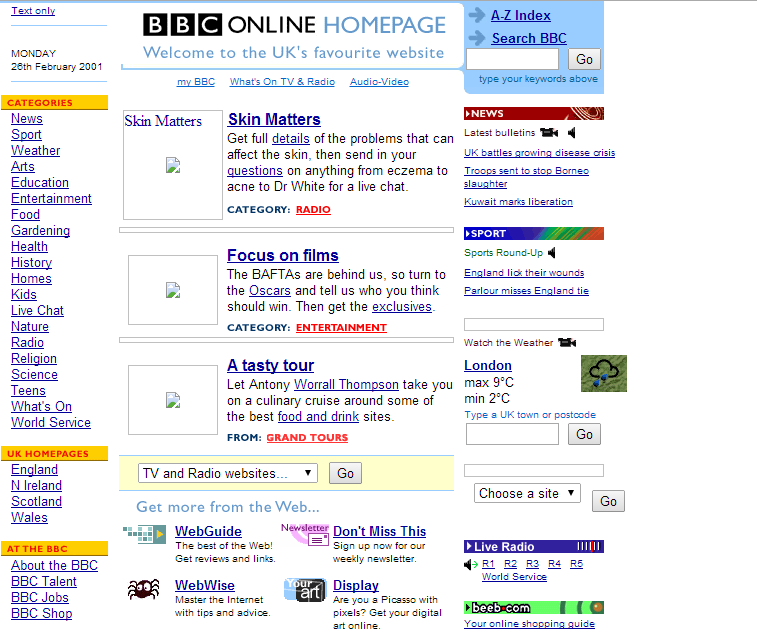 Text only
MONDAY
26th February 2001
BBC ONLINE HOMEPAGE
Welcome to the UK's favourite website
my BBC What's On TV & Radio Audio-Video
A-Z Index
Search BBC
Go
type your keywords above
CATEGORIES
News
Sport
Weather
Arts
Education
Entertainment
Food
Gardening
Health
History
Homes
Kids
Live Chat
Nature
Radio
Religion
Science
Teens
What's On
World Service
UK HOMEPAGES
England
N Ireland
Scotland
Wales
AT THE BBC
About the BBC
BBC Talent
BBC Jobs
BBC Shop
Skin Matters
Skin Matters
Get full details of the problems that can
affect the skin, then send in your
questions on anything from eczema to
acne to Dr White for a live chat.
CATEGORY: RADIO
Focus on films
The BAFTAs are behind us, so turn to
the Oscars and tell us who you think
should win. Then get the exclusives.
CATEGORY: ENTERTAINMENT
A tasty tour
Let Antony Worrall Thompson take you
on a culinary cruise around some of
the best food and drink sites.
FROM: GRAND TOURS
TV and Radio websites... Go
Get more from the Web...
WebGuide
The best of the Web!
Get reviews and links.
Newsletter
Don't Miss This
Sign up now for our
weekly newsletter.
WebWise
Master the Internet
with tips and advice.
Your art
Display
Are you a Picasso with
pixels? Get your digital
art online.
NEWS
Latest bulletins
UK battles growing disease crisis
Troops sent to stop Borneo
slaughter
Kuwait marks liberation
SPORT
Sports Round-Up
England lick their wounds
Parlour misses England tie
Watch the Weather
London
max 9°C
min 2°C
Type a UK town or postcode
Go
Choose a site Go
Live Radio
R1 R2 R3 R4 R5
World Service
beeb.com
Your online shopping guide